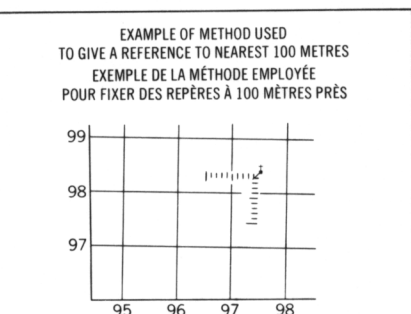 EXAMPLE OF METHOD USED
TO GIVE A REFERENCE TO NEAREST 100 METRES
EXEMPLE DE LA MÉTHODE EMPLOYÉE
POUR FIXER DES REPÈRES À 100 MÈTRES PRÈS
99
98
97
95 96 97 98